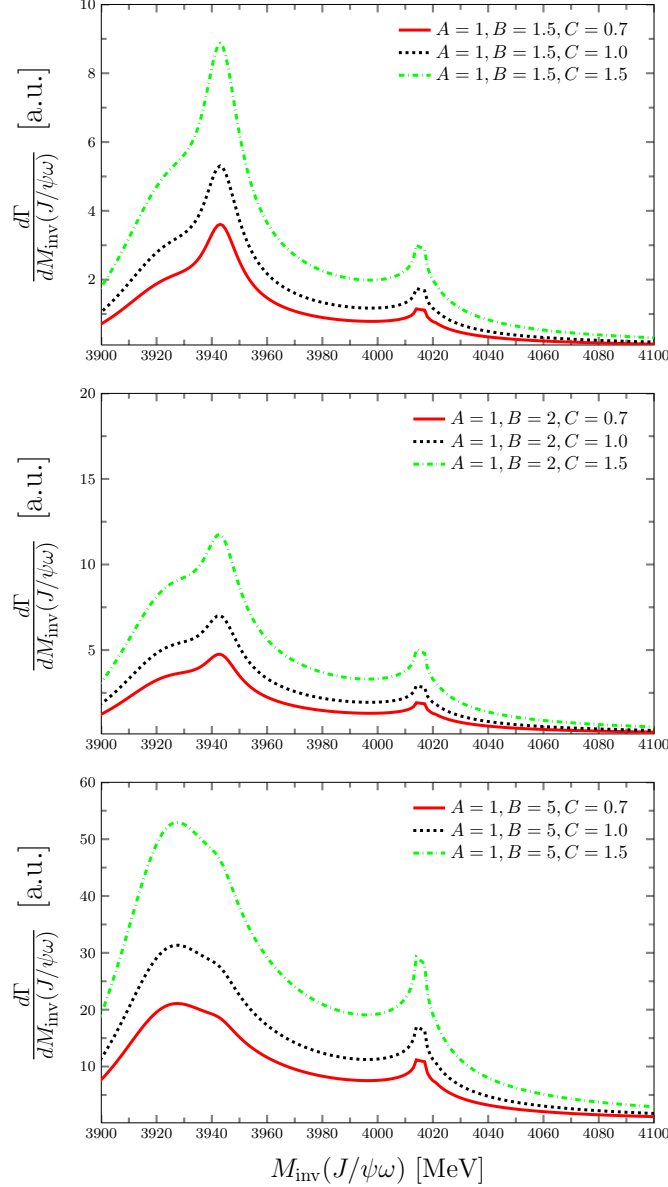 10
A = 1, B = 1.5, C = 0.7
A = 1, B = 1.5, C = 1.0
A = 1, B = 1.5, C = 1.5
8
6
4
2
dΓ
dM_inv(J/ψω)
[a.u.]
3900 3920 3940 3960 3980 4000 4020 4040 4060 4080 4100
20
A = 1, B = 2, C = 0.7
A = 1, B = 2, C = 1.0
A = 1, B = 2, C = 1.5
15
10
5
dΓ
dM_inv(J/ψω)
[a.u.]
3900 3920 3940 3960 3980 4000 4020 4040 4060 4080 4100
60
A = 1, B = 5, C = 0.7
A = 1, B = 5, C = 1.0
A = 1, B = 5, C = 1.5
50
40
30
20
10
dΓ
dM_inv(J/ψω)
[a.u.]
3900 3920 3940 3960 3980 4000 4020 4040 4060 4080 4100
M_inv(J/ψω) [MeV]